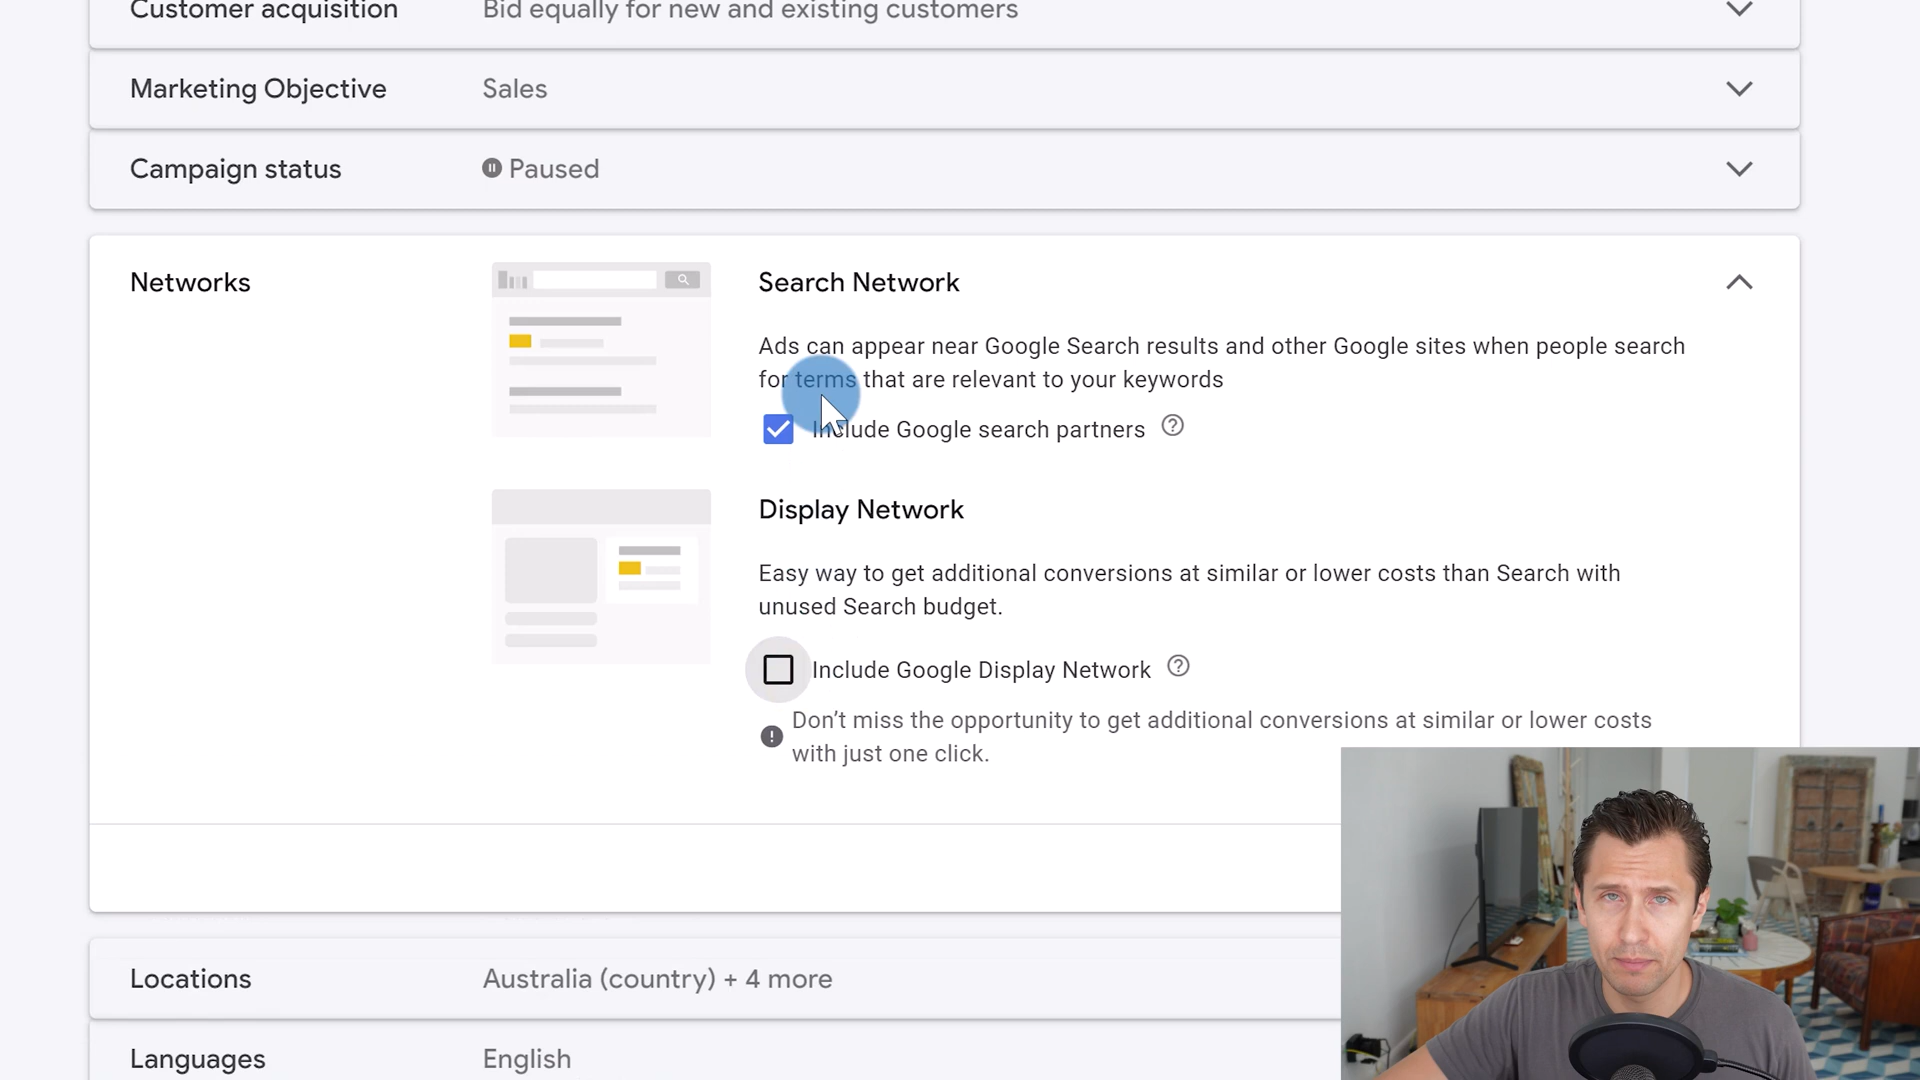 Customer acquisition Bid equally for new and existing customers
Marketing Objective Sales
Campaign status Paused
Networks
Search Network
Ads can appear near Google Search results and other Google sites when people search
for terms that are relevant to your keywords
Include Google search partners
Display Network
Easy way to get additional conversions at similar or lower costs than Search with
unused Search budget.
Include Google Display Network
Don’t miss the opportunity to get additional conversions at similar or lower costs
with just one click.
Locations Australia (country) + 4 more
Languages English